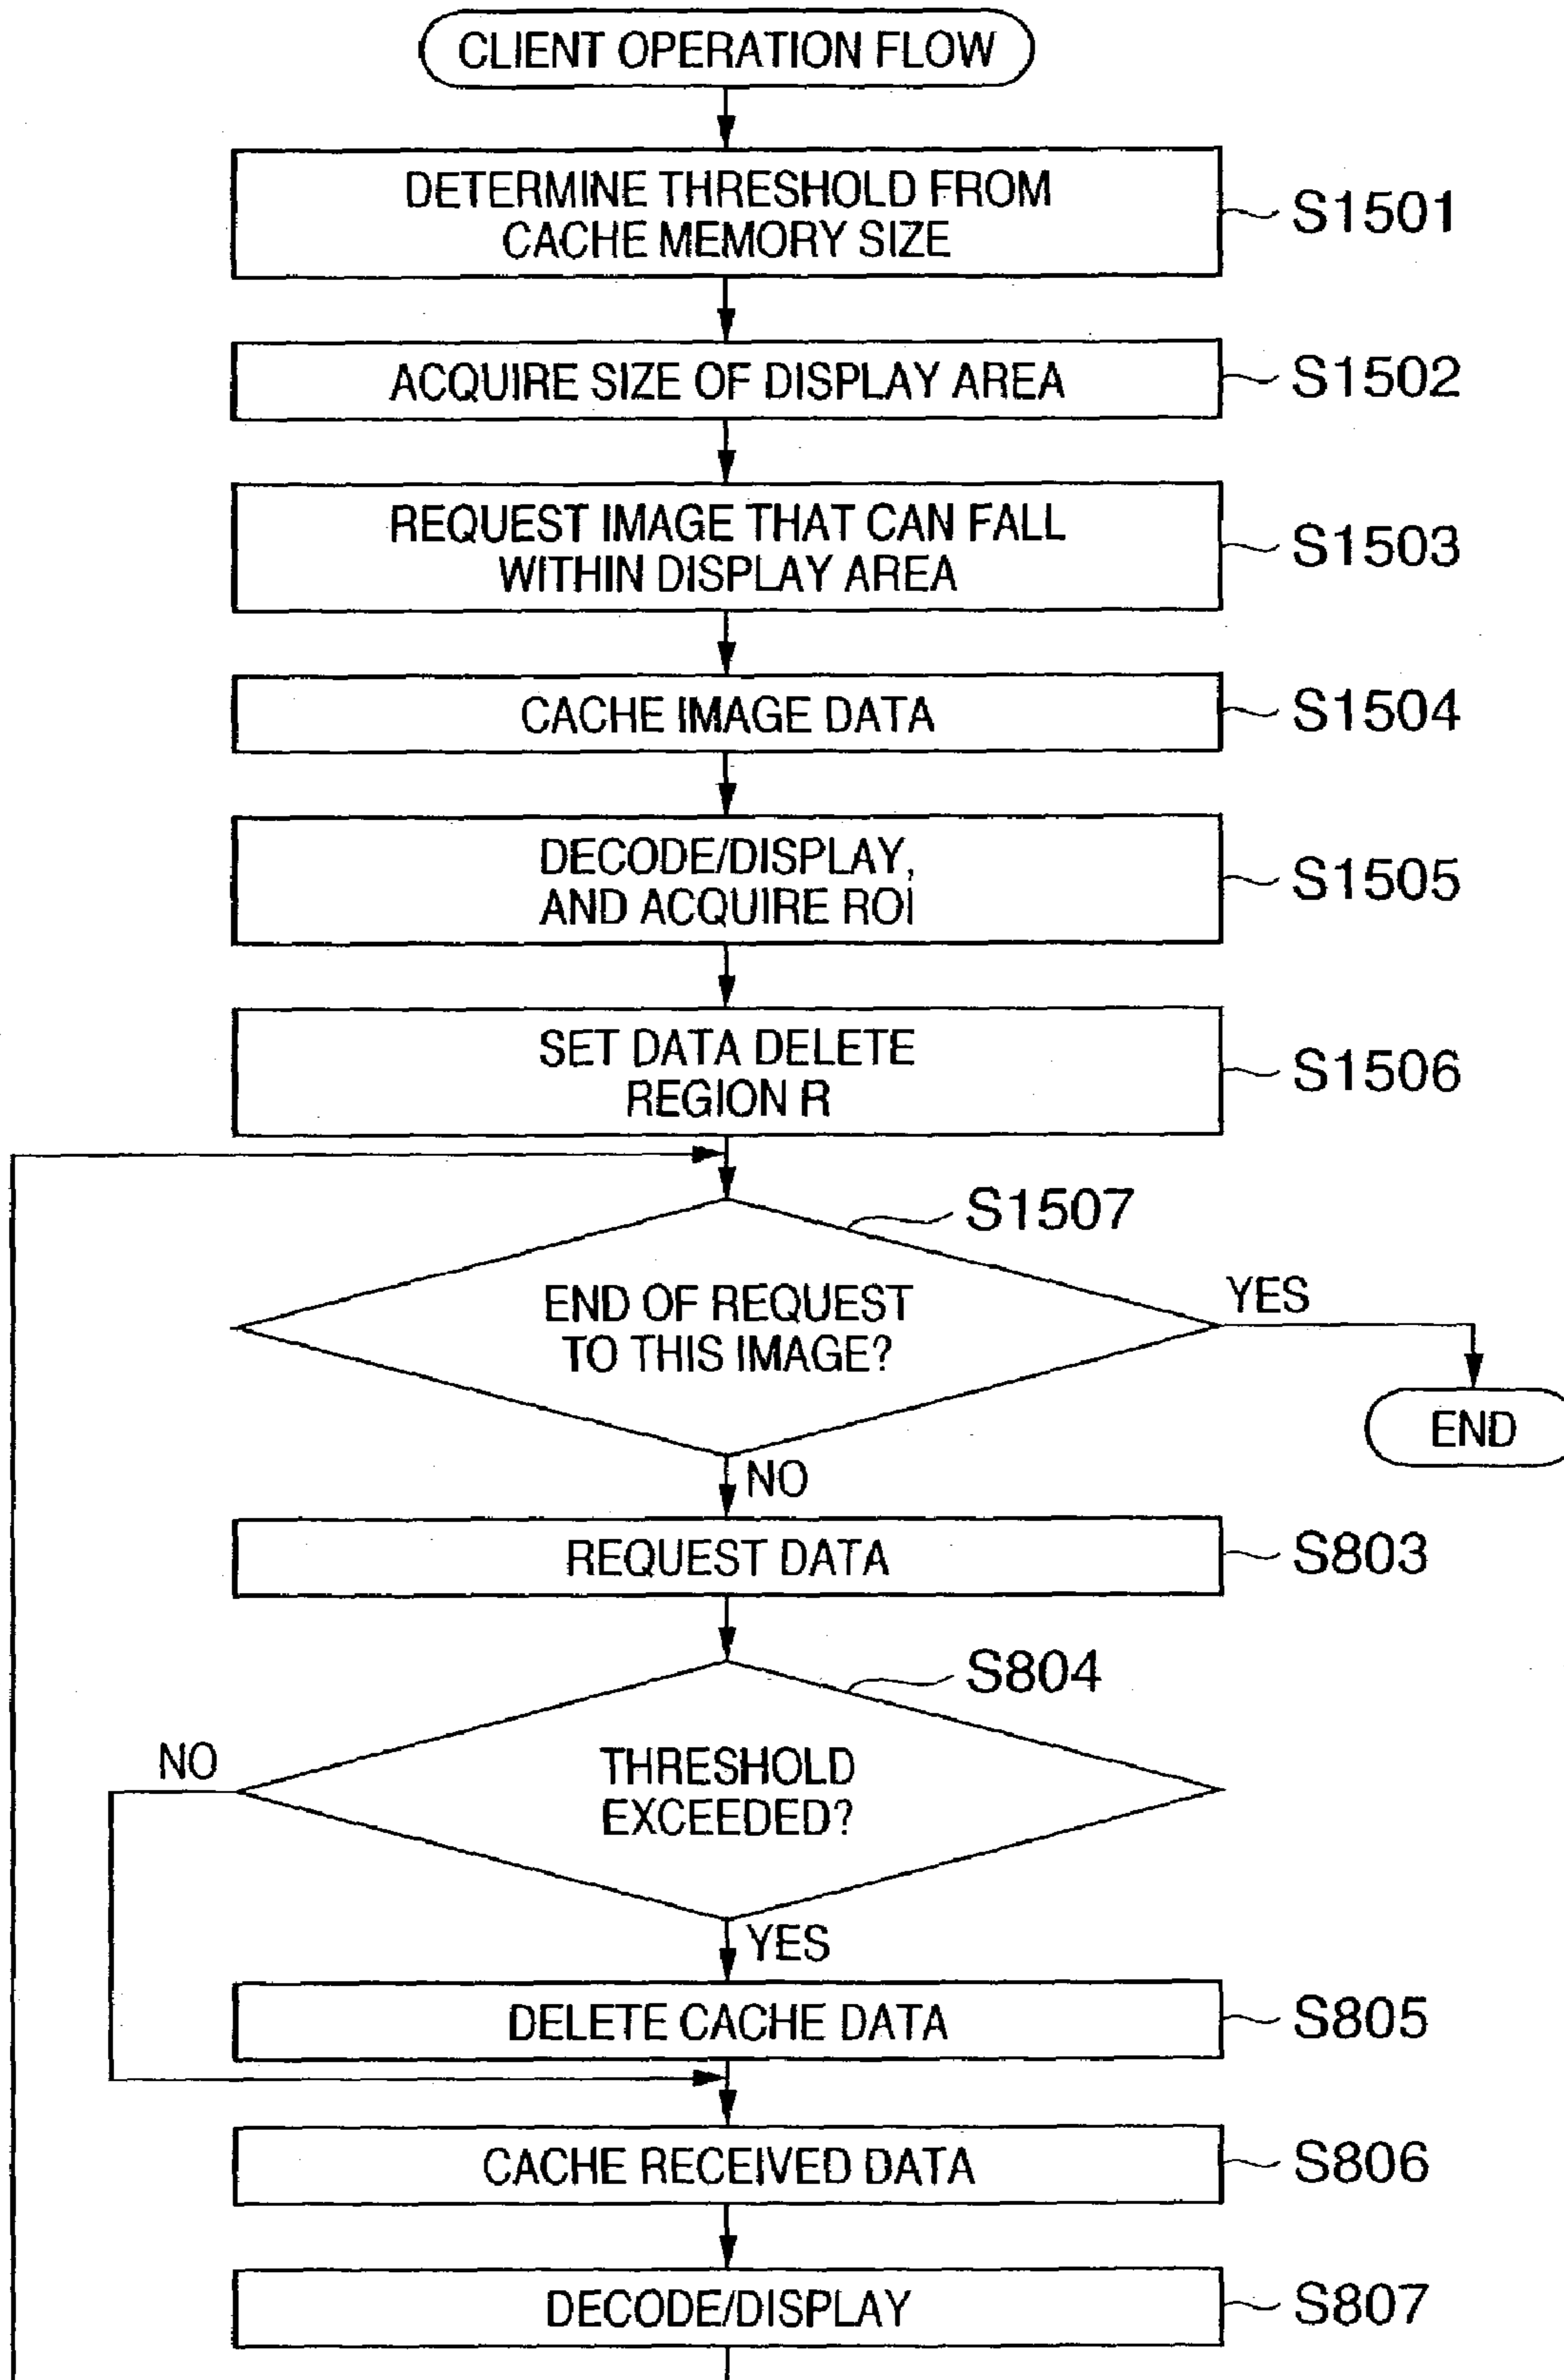 CLIENT OPERATION FLOW
DETERMINE THRESHOLD FROM
CACHE MEMORY SIZE
S1501
ACQUIRE SIZE OF DISPLAY AREA
S1502
REQUEST IMAGE THAT CAN FALL
WITHIN DISPLAY AREA
S1503
CACHE IMAGE DATA
S1504
DECODE/DISPLAY,
AND ACQUIRE ROI
S1505
SET DATA DELETE
REGION R
S1506
S1507
END OF REQUEST
TO THIS IMAGE?
YES
END
NO
REQUEST DATA
S803
S804
THRESHOLD
EXCEEDED?
NO
YES
DELETE CACHE DATA
S805
CACHE RECEIVED DATA
S806
DECODE/DISPLAY
S807